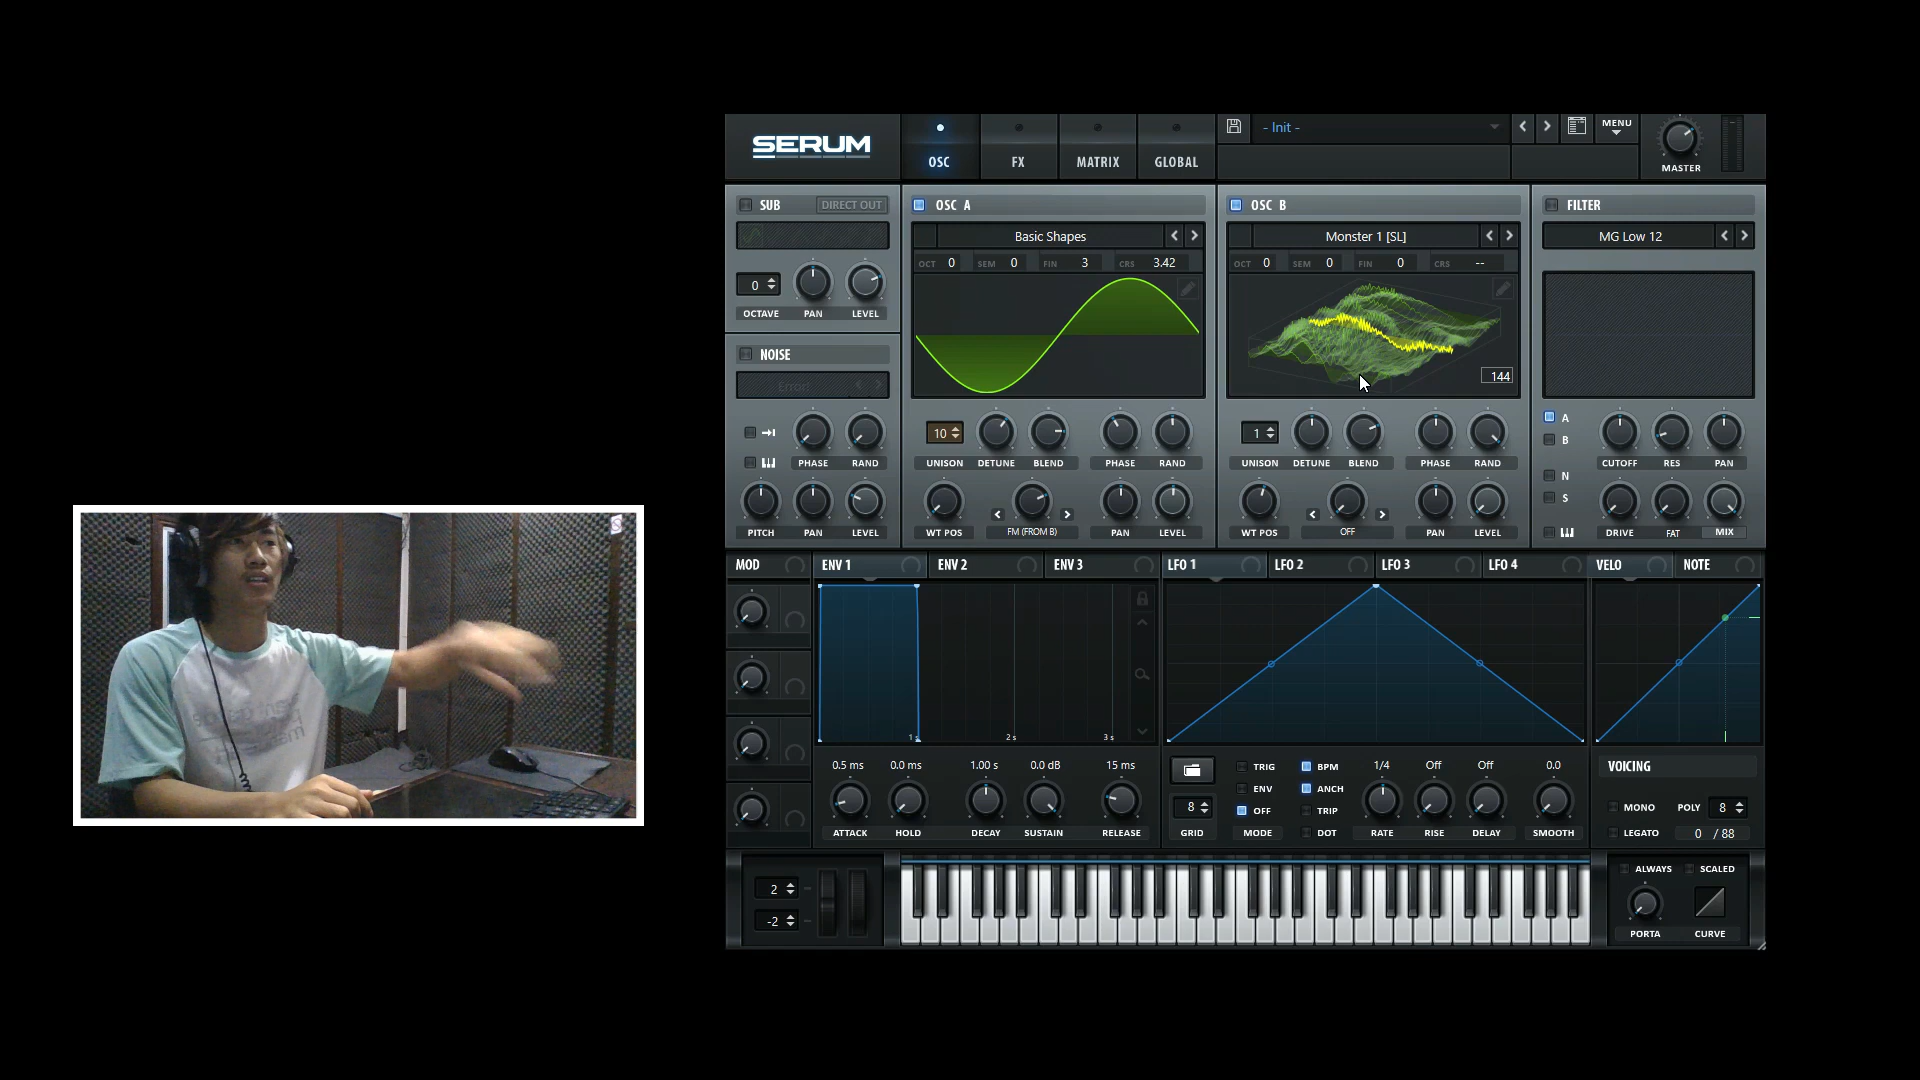 SERUM
OSC
FX
MATRIX
GLOBAL
- Init -
MENU
MASTER
SUB
DIRECT OUT
0
OCTAVE
PAN
LEVEL
NOISE
Error!
PHASE
RAND
PITCH
PAN
LEVEL
OSC A
Basic Shapes
OCT 0 SEM 0 FIN 3 CRS 3.42
10
UNISON
DETUNE
BLEND
PHASE
RAND
WT POS
FM (FROM B)
PAN
LEVEL
OSC B
Monster 1 [SL]
OCT 0 SEM 0 FIN 0 CRS --
144
1
UNISON
DETUNE
BLEND
PHASE
RAND
WT POS
OFF
PAN
LEVEL
FILTER
MG Low 12
A
B
N
S
CUTOFF
RES
PAN
DRIVE
FAT
MIX
MOD
ENV 1
ENV 2
ENV 3
LFO 1
LFO 2
LFO 3
LFO 4
VELO
NOTE
1 s
2 s
3 s
0.5 ms
0.0 ms
1.00 s
0.0 dB
15 ms
ATTACK
HOLD
DECAY
SUSTAIN
RELEASE
8
GRID
TRIG
ENV
OFF
MODE
BPM
ANCH
TRIP
DOT
1/4
Off
Off
0.0
RATE
RISE
DELAY
SMOOTH
VOICING
MONO
POLY 8
LEGATO
0 / 88
2
-2
ALWAYS
SCALED
PORTA
CURVE